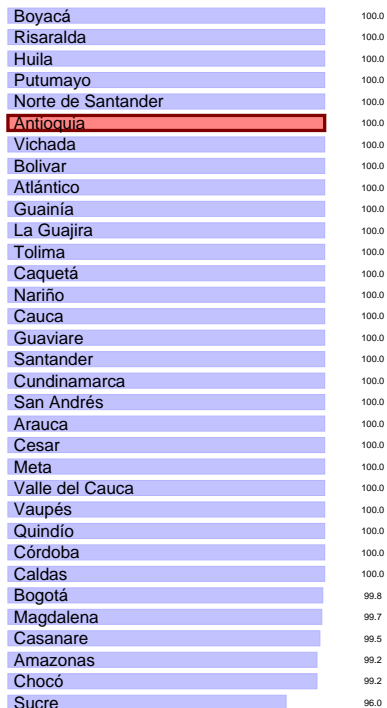 Boyacá 100.0
Risaralda 100.0
Huila 100.0
Putumayo 100.0
Norte de Santander 100.0
Antioquia 100.0
Vichada 100.0
Bolivar 100.0
Atlántico 100.0
Guainía 100.0
La Guajira 100.0
Tolima 100.0
Caquetá 100.0
Nariño 100.0
Cauca 100.0
Guaviare 100.0
Santander 100.0
Cundinamarca 100.0
San Andrés 100.0
Arauca 100.0
Cesar 100.0
Meta 100.0
Valle del Cauca 100.0
Vaupés 100.0
Quindío 100.0
Córdoba 100.0
Caldas 100.0
Bogotá 99.8
Magdalena 99.7
Casanare 99.5
Amazonas 99.2
Chocó 99.2
Sucre 96.0